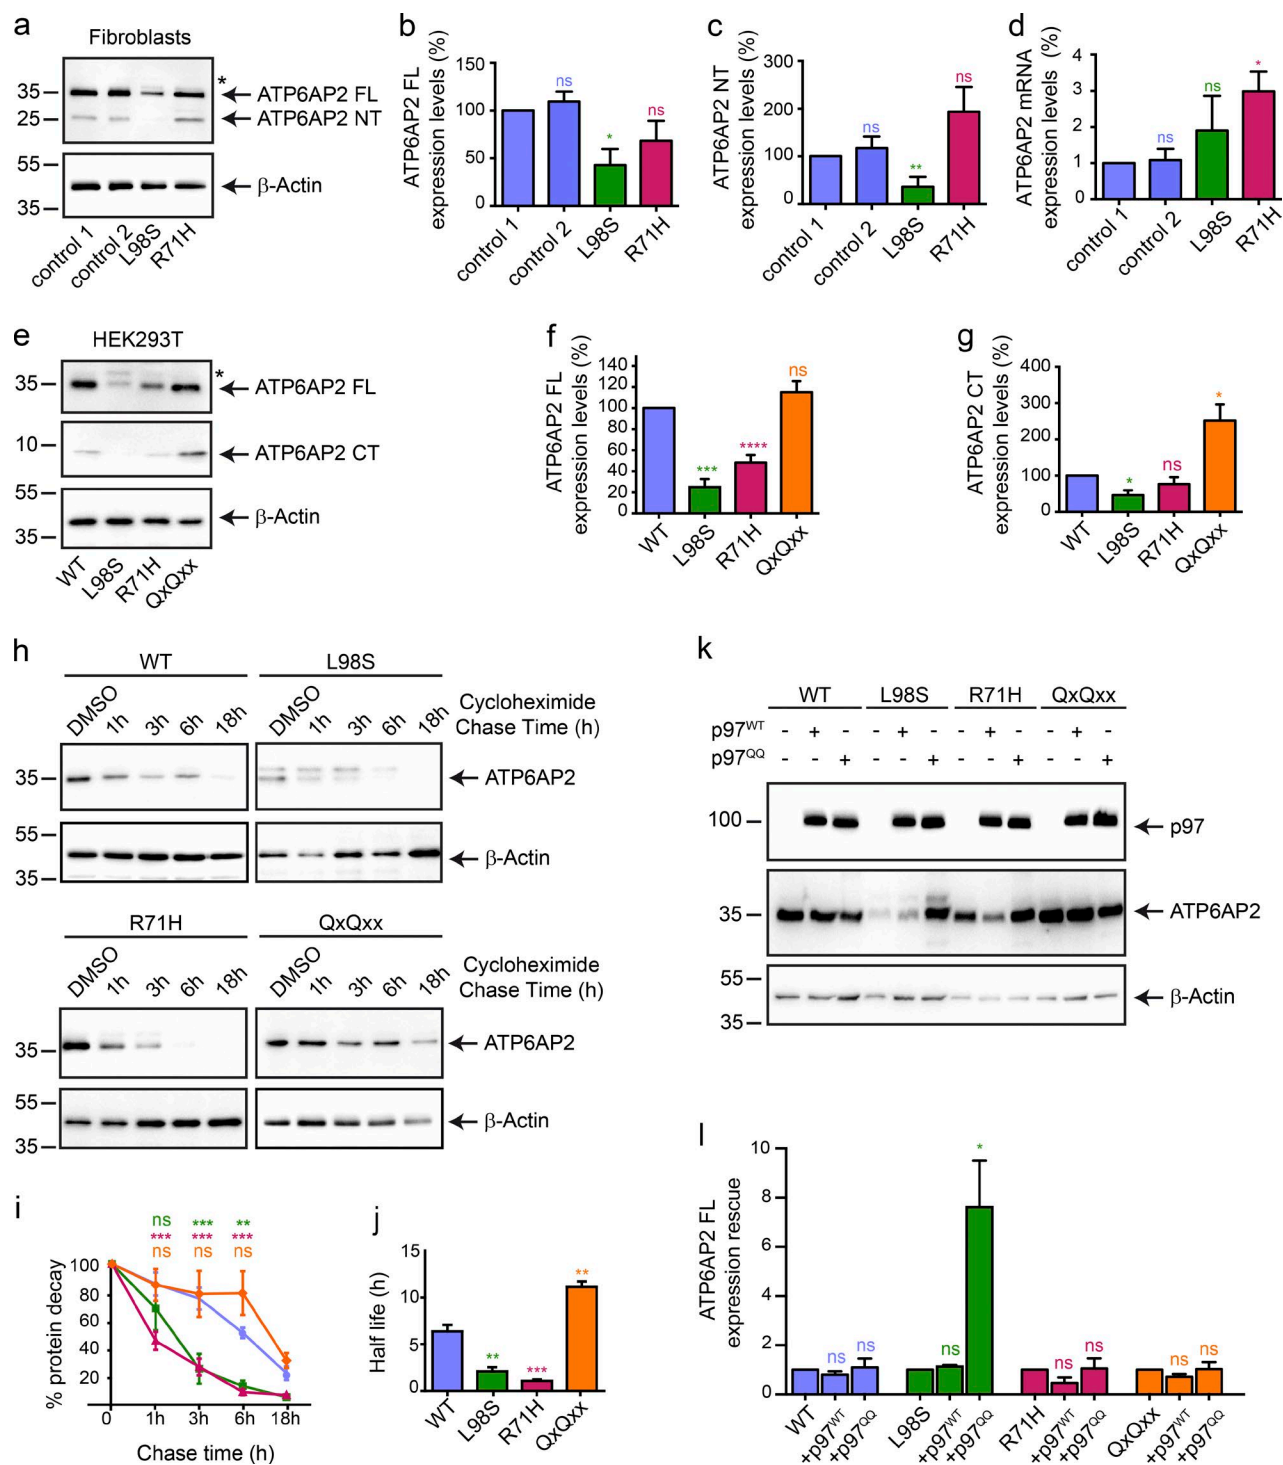 a
Fibroblasts
*
35
ATP6AP2 FL
25
ATP6AP2 NT
55
β-Actin
35
control 1
control 2
L98S
R71H
b
ATP6AP2 FL
expression levels (%)
150
100
50
0
ns
*
ns
control 1
control 2
L98S
R71H
c
ATP6AP2 NT
expression levels (%)
300
200
100
0
ns
**
ns
control 1
control 2
L98S
R71H
d
ATP6AP2 mRNA
expression levels (%)
4
3
2
1
0
ns
ns
*
control 1
control 2
L98S
R71H
e
HEK293T
*
35
ATP6AP2 FL
10
ATP6AP2 CT
55
β-Actin
35
WT
L98S
R71H
QxQxx
f
ATP6AP2 FL
expression levels (%)
140
120
100
80
60
40
20
0
***
****
ns
WT
L98S
R71H
QxQxx
g
ATP6AP2 CT
expression levels (%)
400
300
200
100
0
*
ns
*
WT
L98S
R71H
QxQxx
h
WT
L98S
DMSO 1h 3h 6h 18h
DMSO 1h 3h 6h 18h
Cycloheximide
Chase Time (h)
35
ATP6AP2
55
β-Actin
35
R71H
QxQxx
DMSO 1h 3h 6h 18h
DMSO 1h 3h 6h 18h
Cycloheximide
Chase Time (h)
35
ATP6AP2
55
β-Actin
35
i
ns *** **
*** *** ***
ns ns ns
% protein decay
100
80
60
40
20
0 1h 3h 6h 18h
Chase time (h)
j
Half life (h)
15
10
5
0
**
***
**
WT
L98S
R71H
QxQxx
k
WT L98S R71H QxQxx
p97WT - + - - + - - + - - + -
p97QQ - - + - - + - - + - - +
100
p97
35
ATP6AP2
55
β-Actin
35
l
ATP6AP2 FL
expression rescue
10
8
6
4
2
0
ns
ns
ns
*
ns
ns
ns
ns
WT
+p97WT
+p97QQ
L98S
+p97WT
+p97QQ
R71H
+p97WT
+p97QQ
QxQxx
+p97WT
+p97QQ